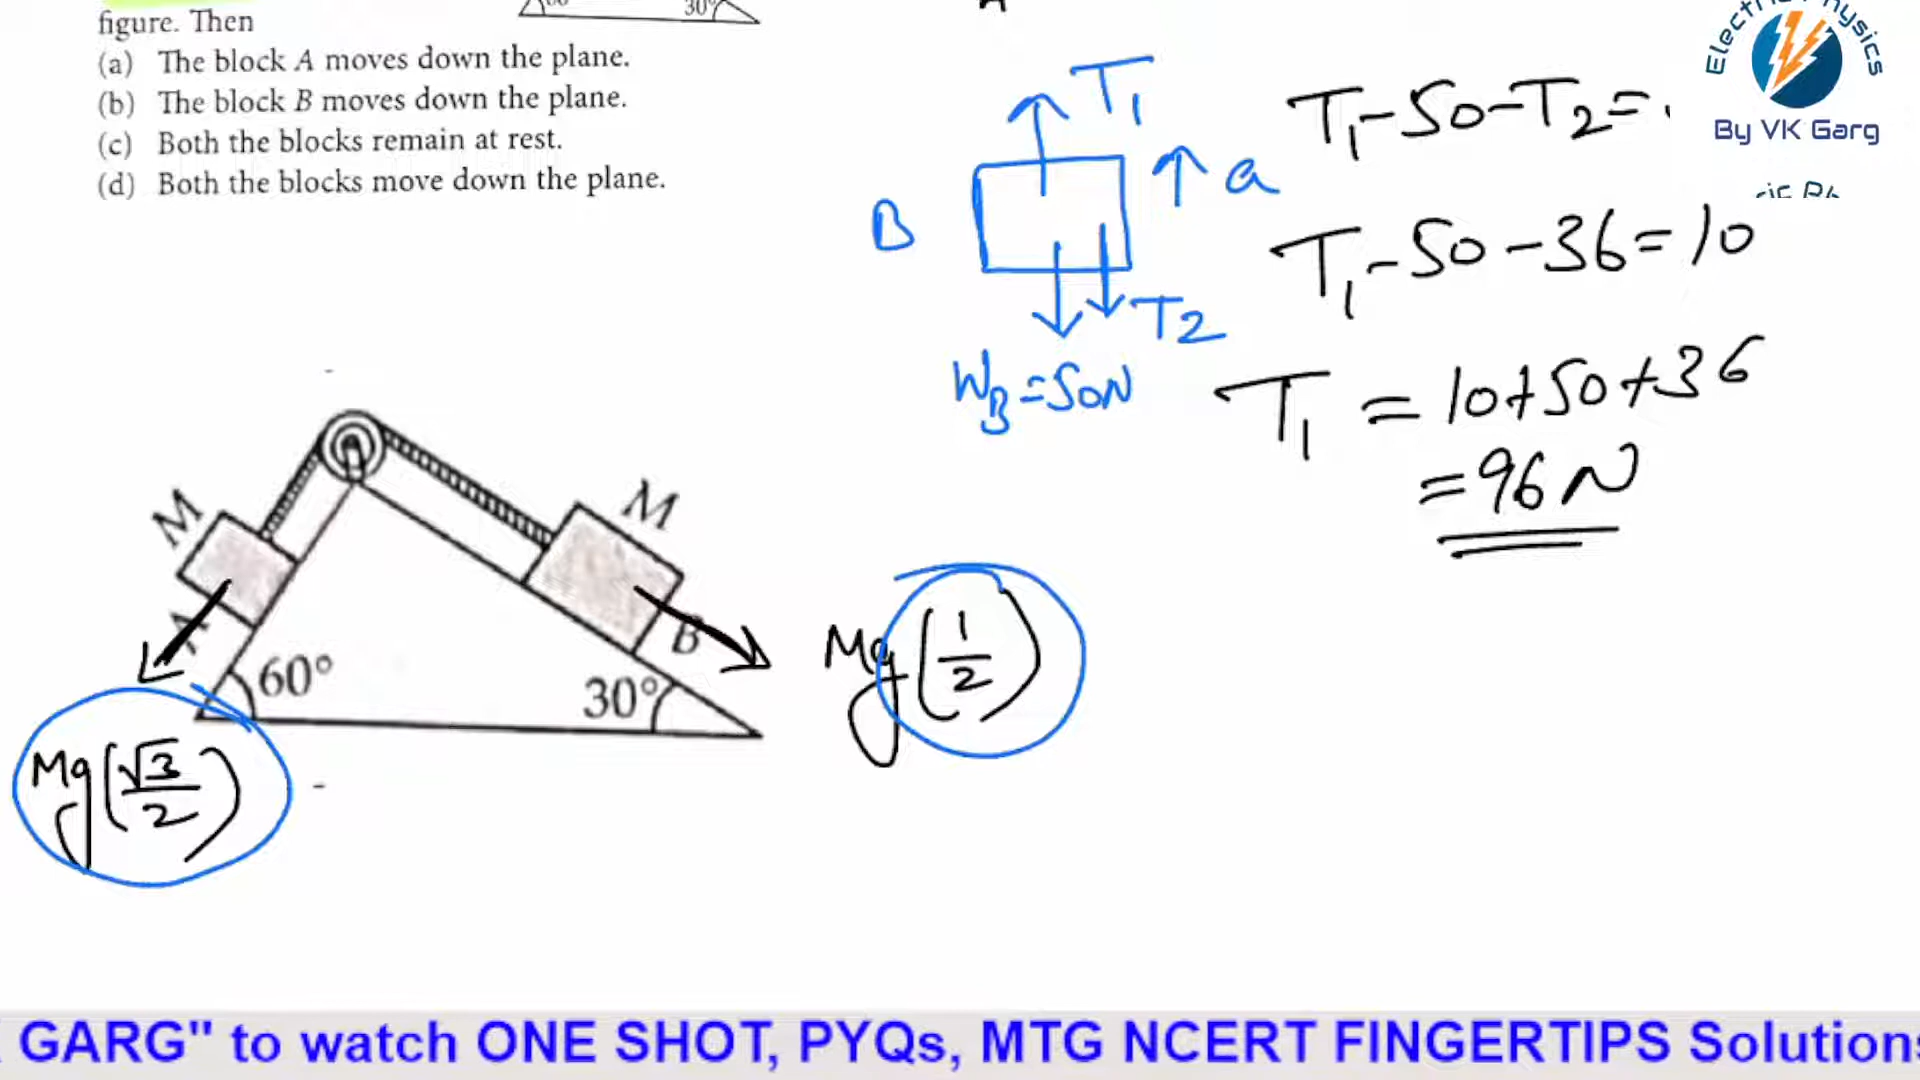 figure. Then
30°
(a) The block A moves down the plane.
(b) The block B moves down the plane.
(c) Both the blocks remain at rest.
(d) Both the blocks move down the plane.
T₁
B
a
T2
W_B = 50N
T₁-50-T2=
T₁-50-36=10
T₁ = 10+50+36
=96N
Electric Physics
By VK Garg
M
M
A
B
60°
30°
Mg(√3/2)
Mg(1/2)
GARG" to watch ONE SHOT, PYQs, MTG NCERT FINGERTIPS Solution